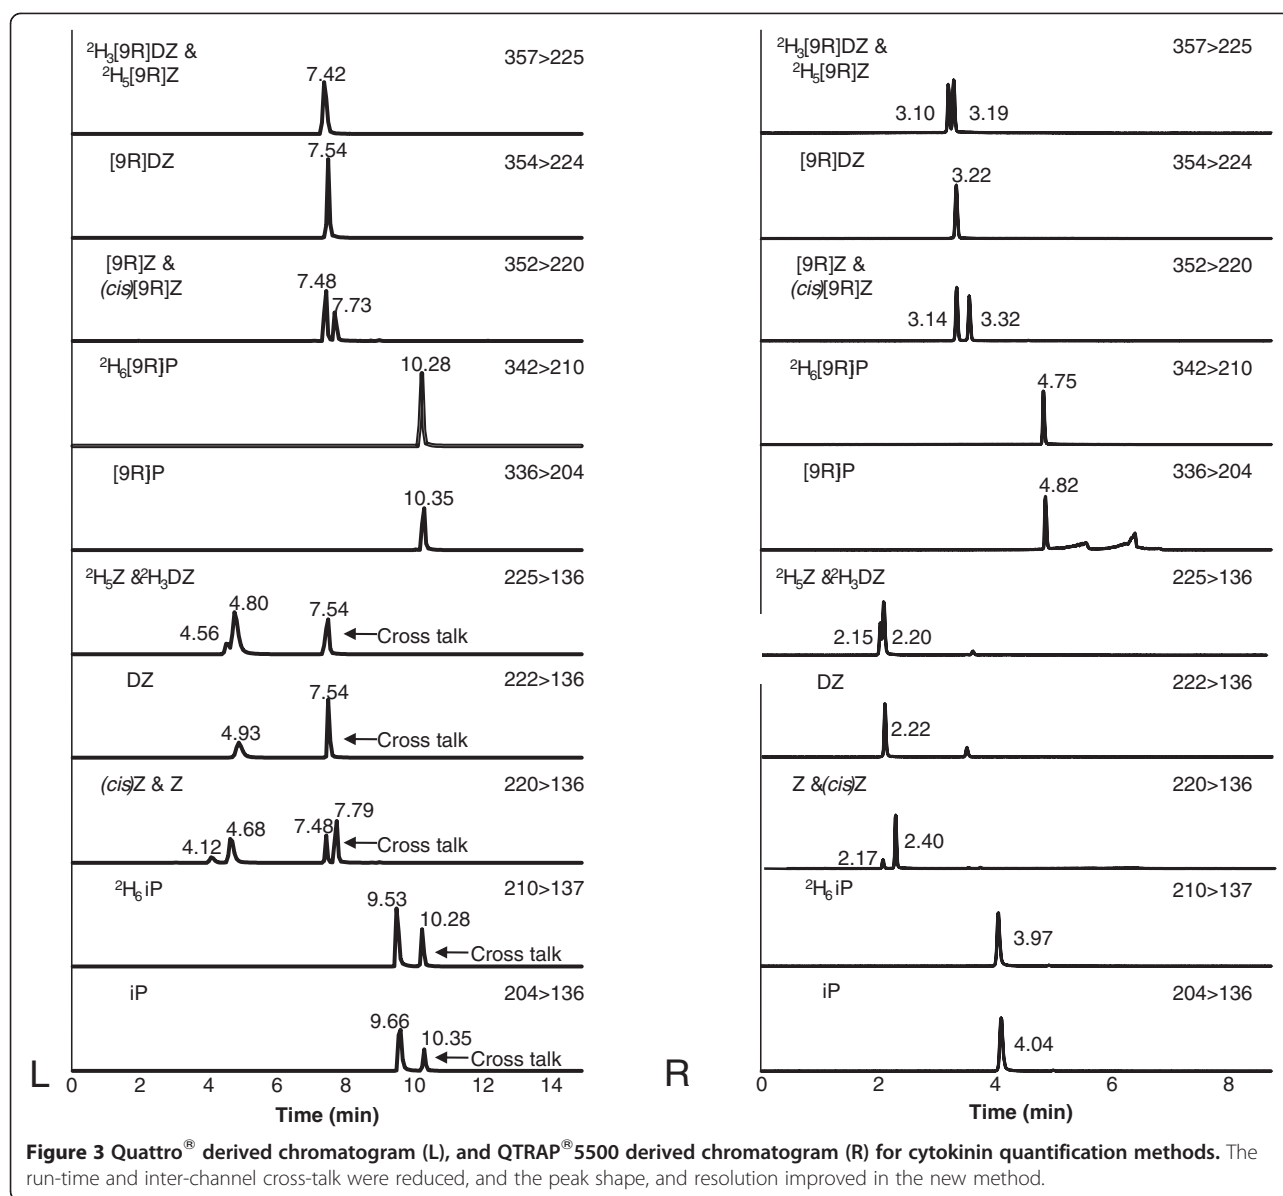 ²H₃[9R]DZ &
²H₅[9R]Z
357>225
7.42
[9R]DZ
354>224
7.54
[9R]Z &
(cis)[9R]Z
352>220
7.48
7.73
²H₆[9R]iP
342>210
10.28
[9R]iP
336>204
10.35
²H₅Z &²H₃DZ
225>136
4.56
4.80
7.54
Cross talk
DZ
222>136
4.93
7.54
Cross talk
(cis)Z & Z
220>136
4.12
4.68
7.48
7.79
Cross talk
²H₆iP
210>137
9.53
10.28
Cross talk
iP
204>136
9.66
10.35
Cross talk
L
0 2 4 6 8 10 12 14
Time (min)
²H₃[9R]DZ &
²H₅[9R]Z
357>225
3.10
3.19
[9R]DZ
354>224
3.22
[9R]Z &
(cis)[9R]Z
352>220
3.14
3.32
²H₆[9R]iP
342>210
4.75
[9R]iP
336>204
4.82
²H₅Z &²H₃DZ
225>136
2.15
2.20
DZ
222>136
2.22
Z &(cis)Z
220>136
2.17
2.40
²H₆iP
210>137
3.97
iP
204>136
4.04
R
0 2 4 6 8
Time (min)
Figure 3 Quattro® derived chromatogram (L), and QTRAP®5500 derived chromatogram (R) for cytokinin quantification methods. The
run-time and inter-channel cross-talk were reduced, and the peak shape, and resolution improved in the new method.